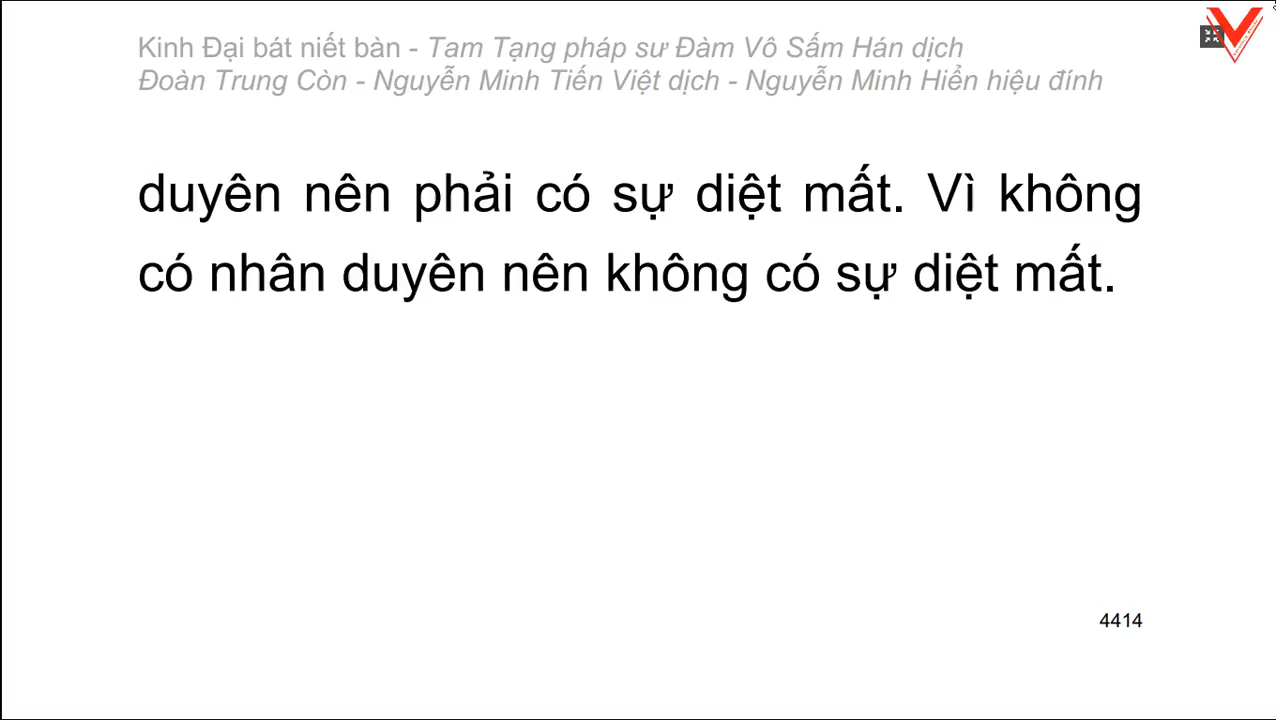 Kinh Đại bát niết bàn - Tam Tạng pháp sư Đàm Vô Sấm Hán dịch
Đoàn Trung Còn - Nguyễn Minh Tiến Việt dịch - Nguyễn Minh Hiển hiệu đính
duyên nên phải có sự diệt mất. Vì không
có nhân duyên nên không có sự diệt mất.
4414